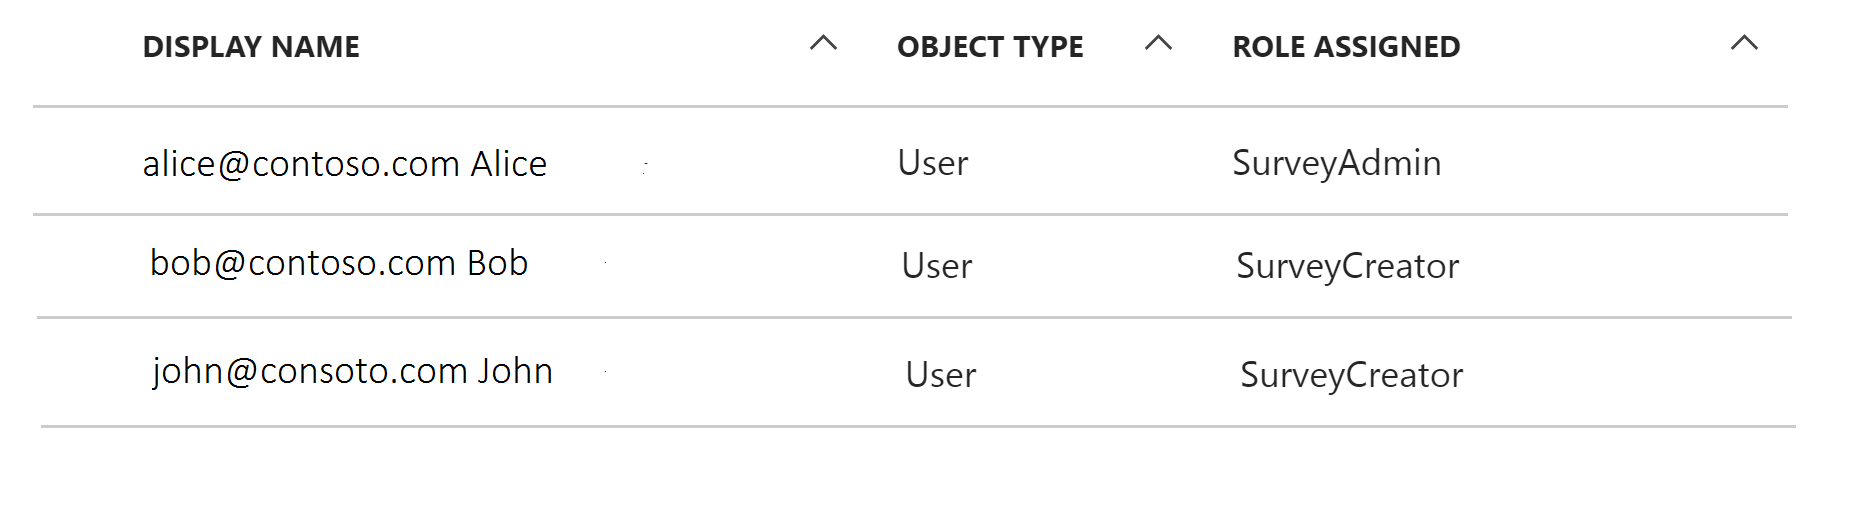 DISPLAY NAME OBJECT TYPE ROLE ASSIGNED
alice@contoso.com Alice User SurveyAdmin
bob@contoso.com Bob User SurveyCreator
john@consoto.com John User SurveyCreator